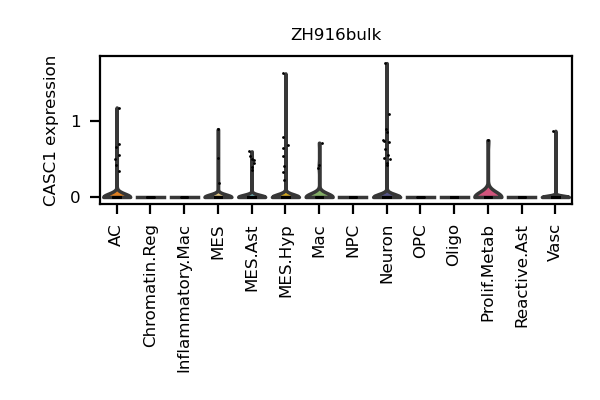 ZH916bulk
CASC1 expression
1
0
AC
Chromatin.Reg
Inflammatory.Mac
MES
MES.Ast
MES.Hyp
Mac
NPC
Neuron
OPC
Oligo
Prolif.Metab
Reactive.Ast
Vasc